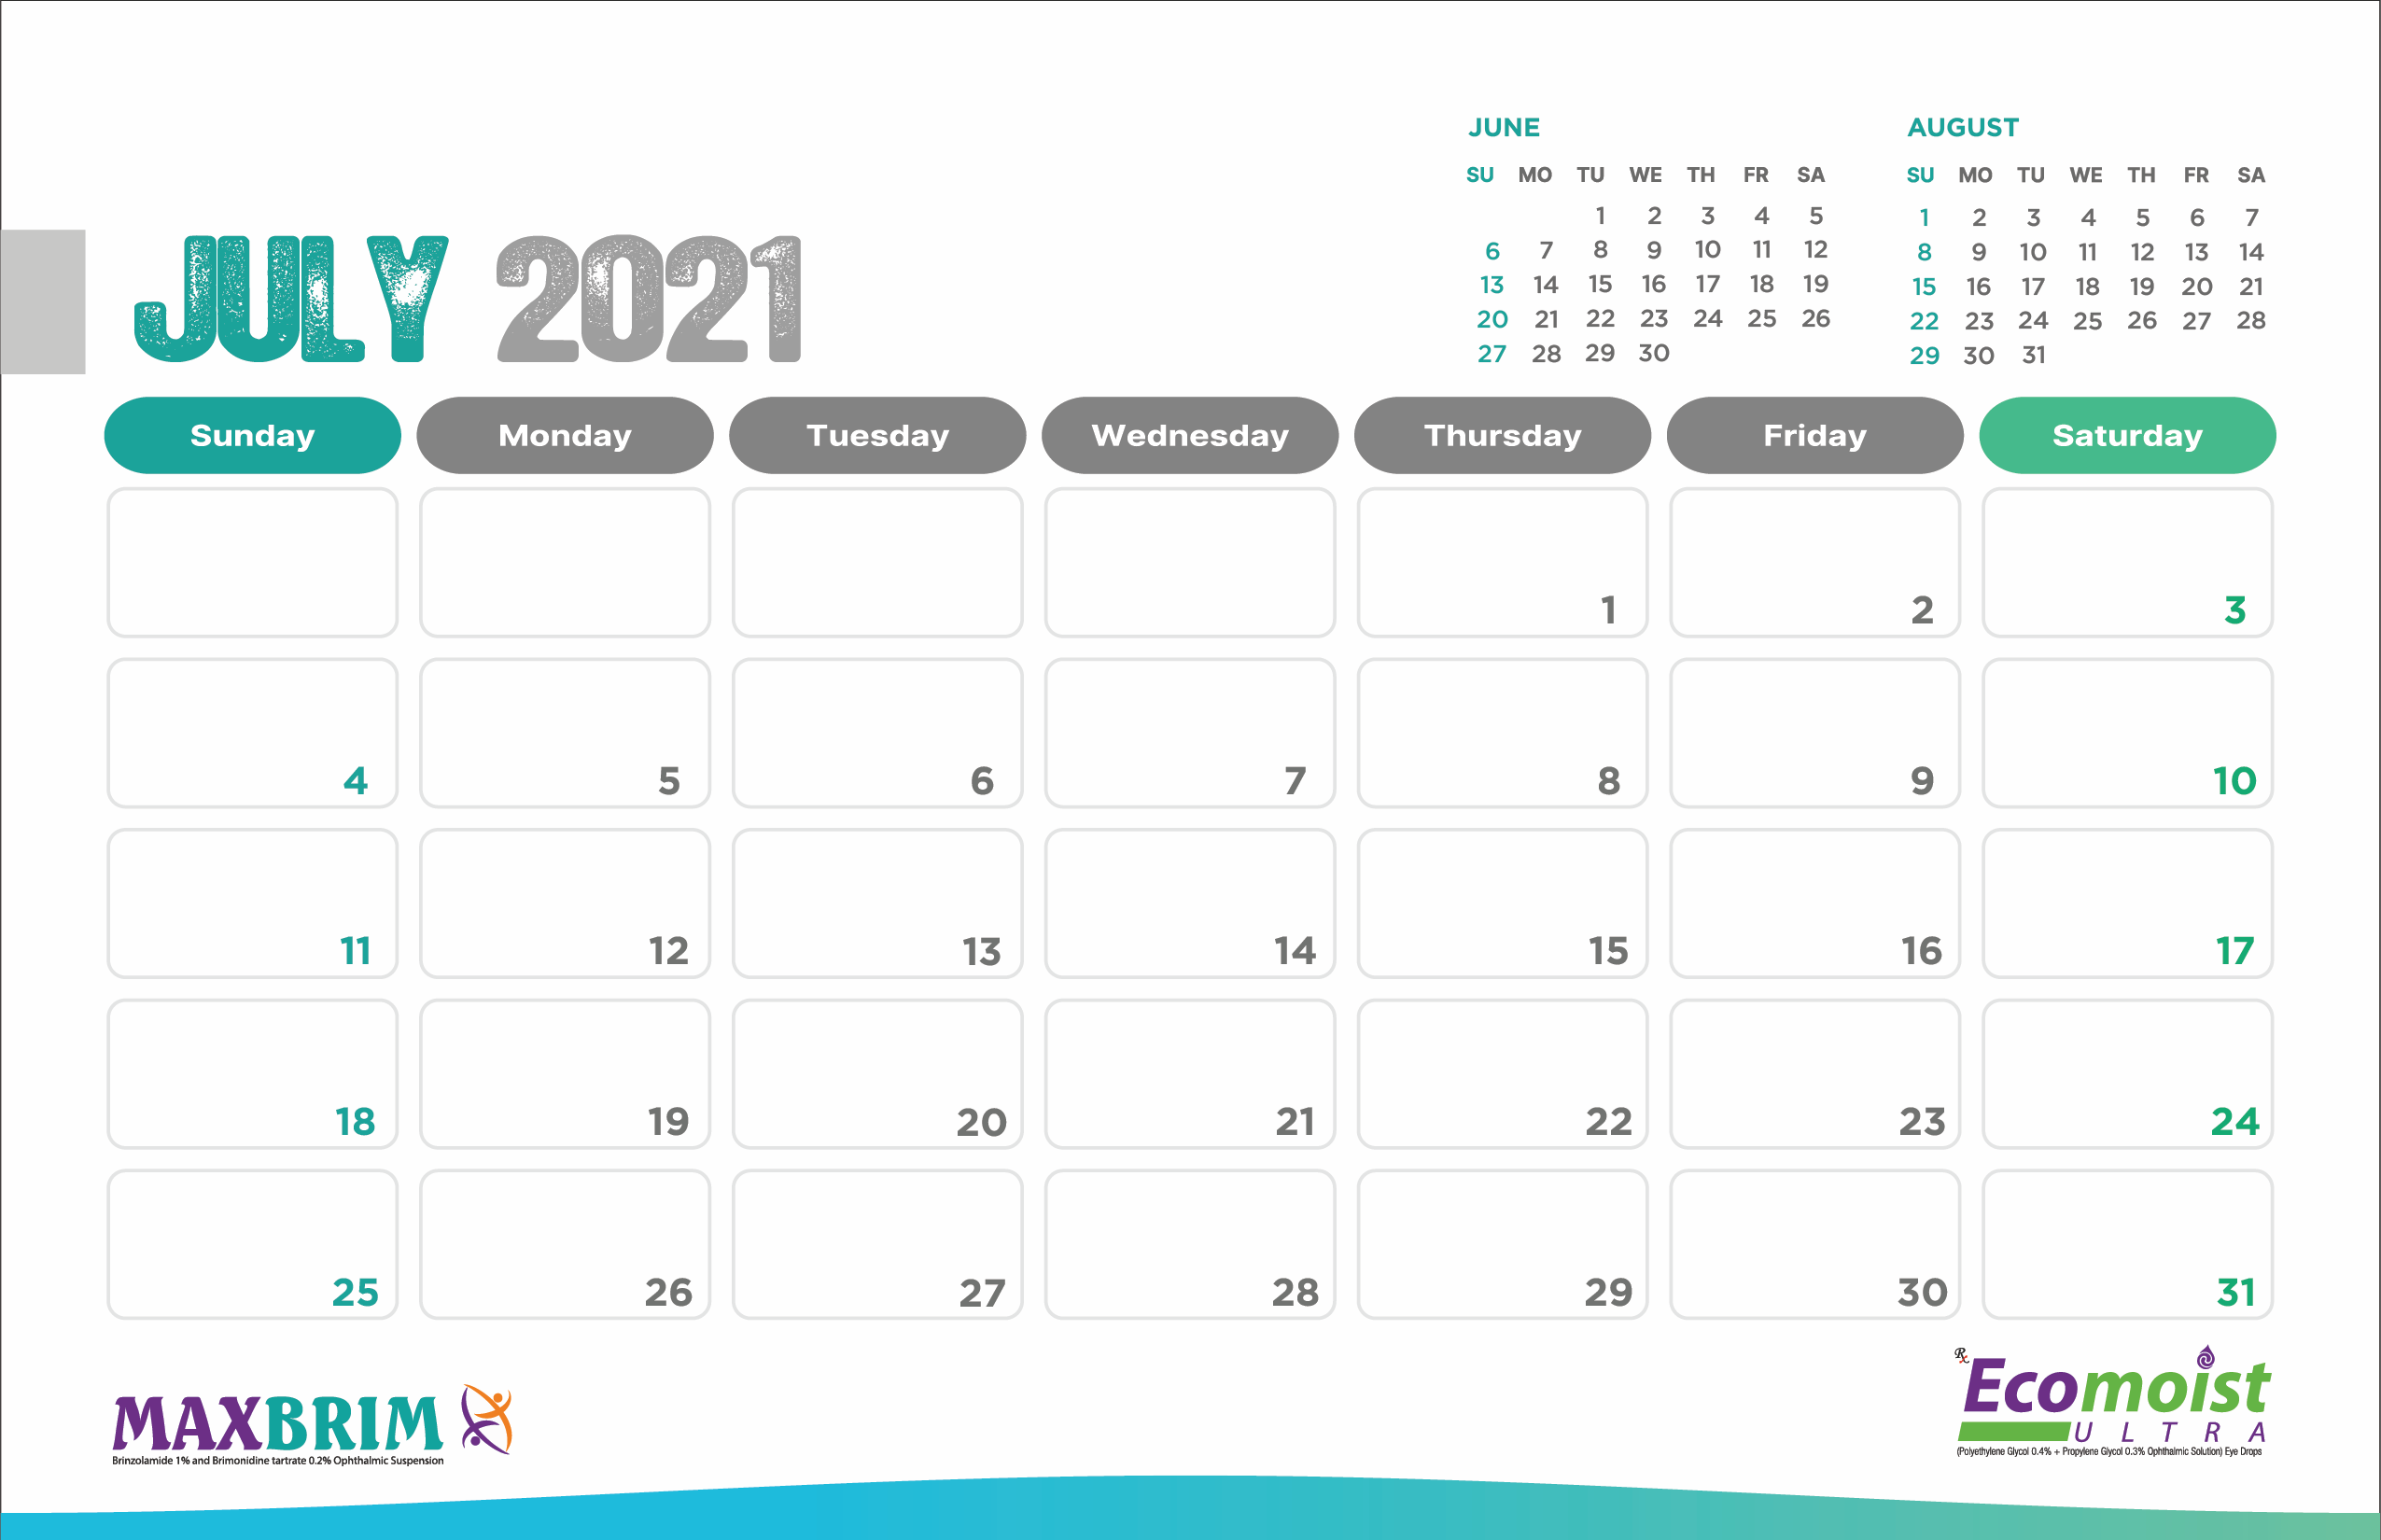 JUNE
SU MO TU WE TH FR SA
1 2 3 4 5
6 7 8 9 10 11 12
13 14 15 16 17 18 19
20 21 22 23 24 25 26
27 28 29 30
AUGUST
SU MO TU WE TH FR SA
1 2 3 4 5 6 7
8 9 10 11 12 13 14
15 16 17 18 19 20 21
22 23 24 25 26 27 28
29 30 31
JULY 2021
Sunday Monday Tuesday Wednesday Thursday Friday Saturday
1 2 3
4 5 6 7 8 9 10
11 12 13 14 15 16 17
18 19 20 21 22 23 24
25 26 27 28 29 30 31
MAXBRIM
Brinzolamide 1% and Brimonidine tartrate 0.2% Ophthalmic Suspension
Rx
Ecomoist
ULTRA
(Polyethylene Glycol 0.4% + Propylene Glycol 0.3% Ophthalmic Solution) Eye Drops